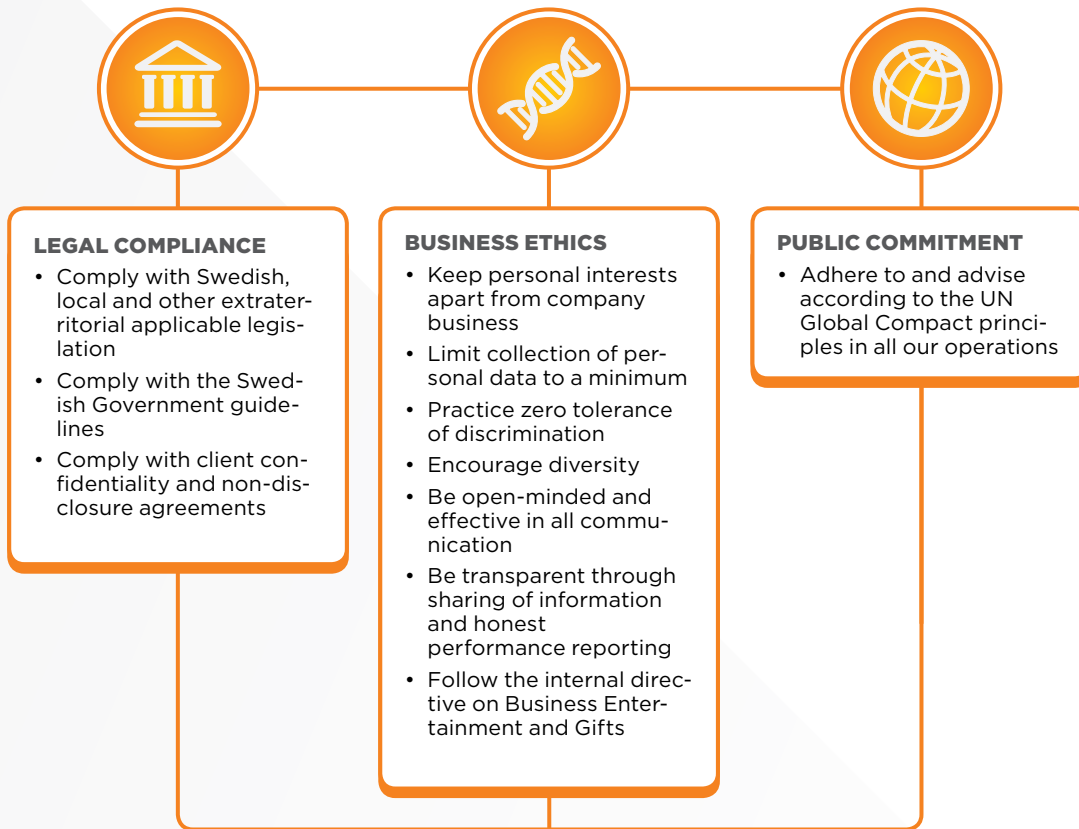 LEGAL COMPLIANCE
• Comply with Swedish,
local and other extrater-
ritorial applicable legis-
lation
• Comply with the Swed-
ish Government guide-
lines
• Comply with client con-
fidentiality and non-dis-
closure agreements
BUSINESS ETHICS
• Keep personal interests
apart from company
business
• Limit collection of per-
sonal data to a minimum
• Practice zero tolerance
of discrimination
• Encourage diversity
• Be open-minded and
effective in all commu-
nication
• Be transparent through
sharing of information
and honest
performance reporting
• Follow the internal direc-
tive on Business Enter-
tainment and Gifts
PUBLIC COMMITMENT
• Adhere to and advise
according to the UN
Global Compact princi-
ples in all our operations